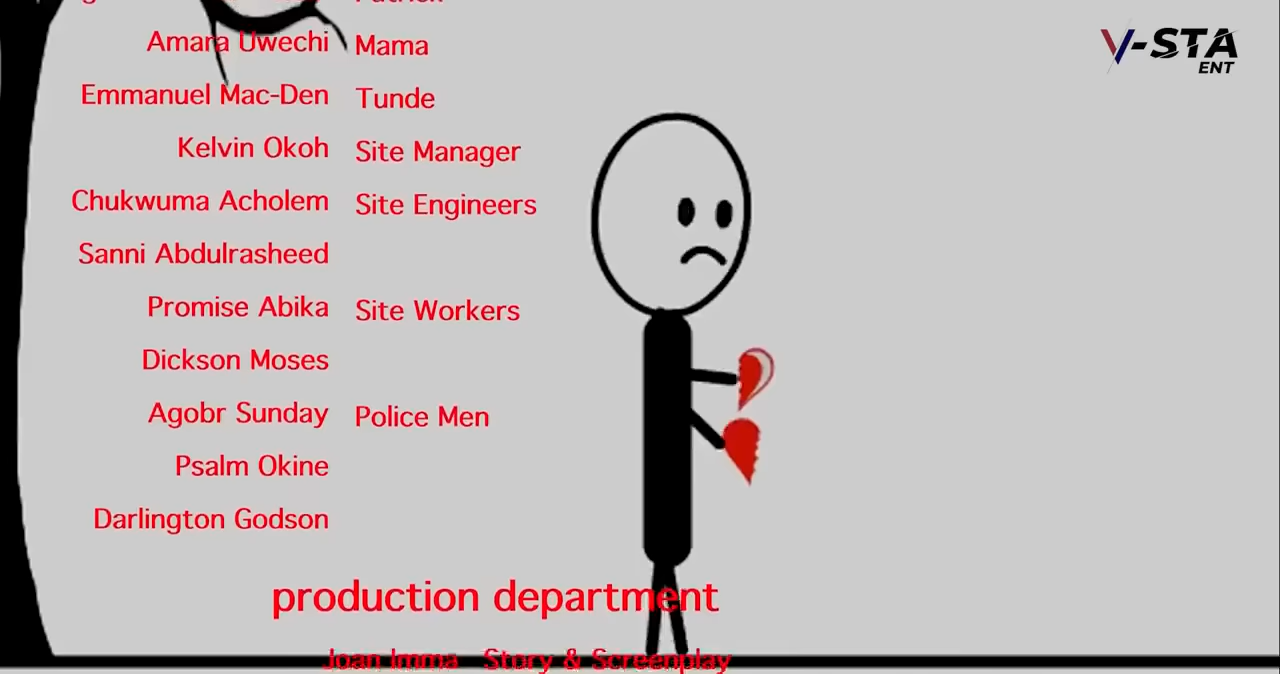 Amara Uwechi Mama
Emmanuel Mac-Den Tunde
Kelvin Okoh Site Manager
Chukwuma Acholem Site Engineers
Sanni Abdulrasheed
Promise Abika Site Workers
Dickson Moses
Agobr Sunday Police Men
Psalm Okine
Darlington Godson
production department
Joan Imma Story & Screenplay
V-STA
ENT